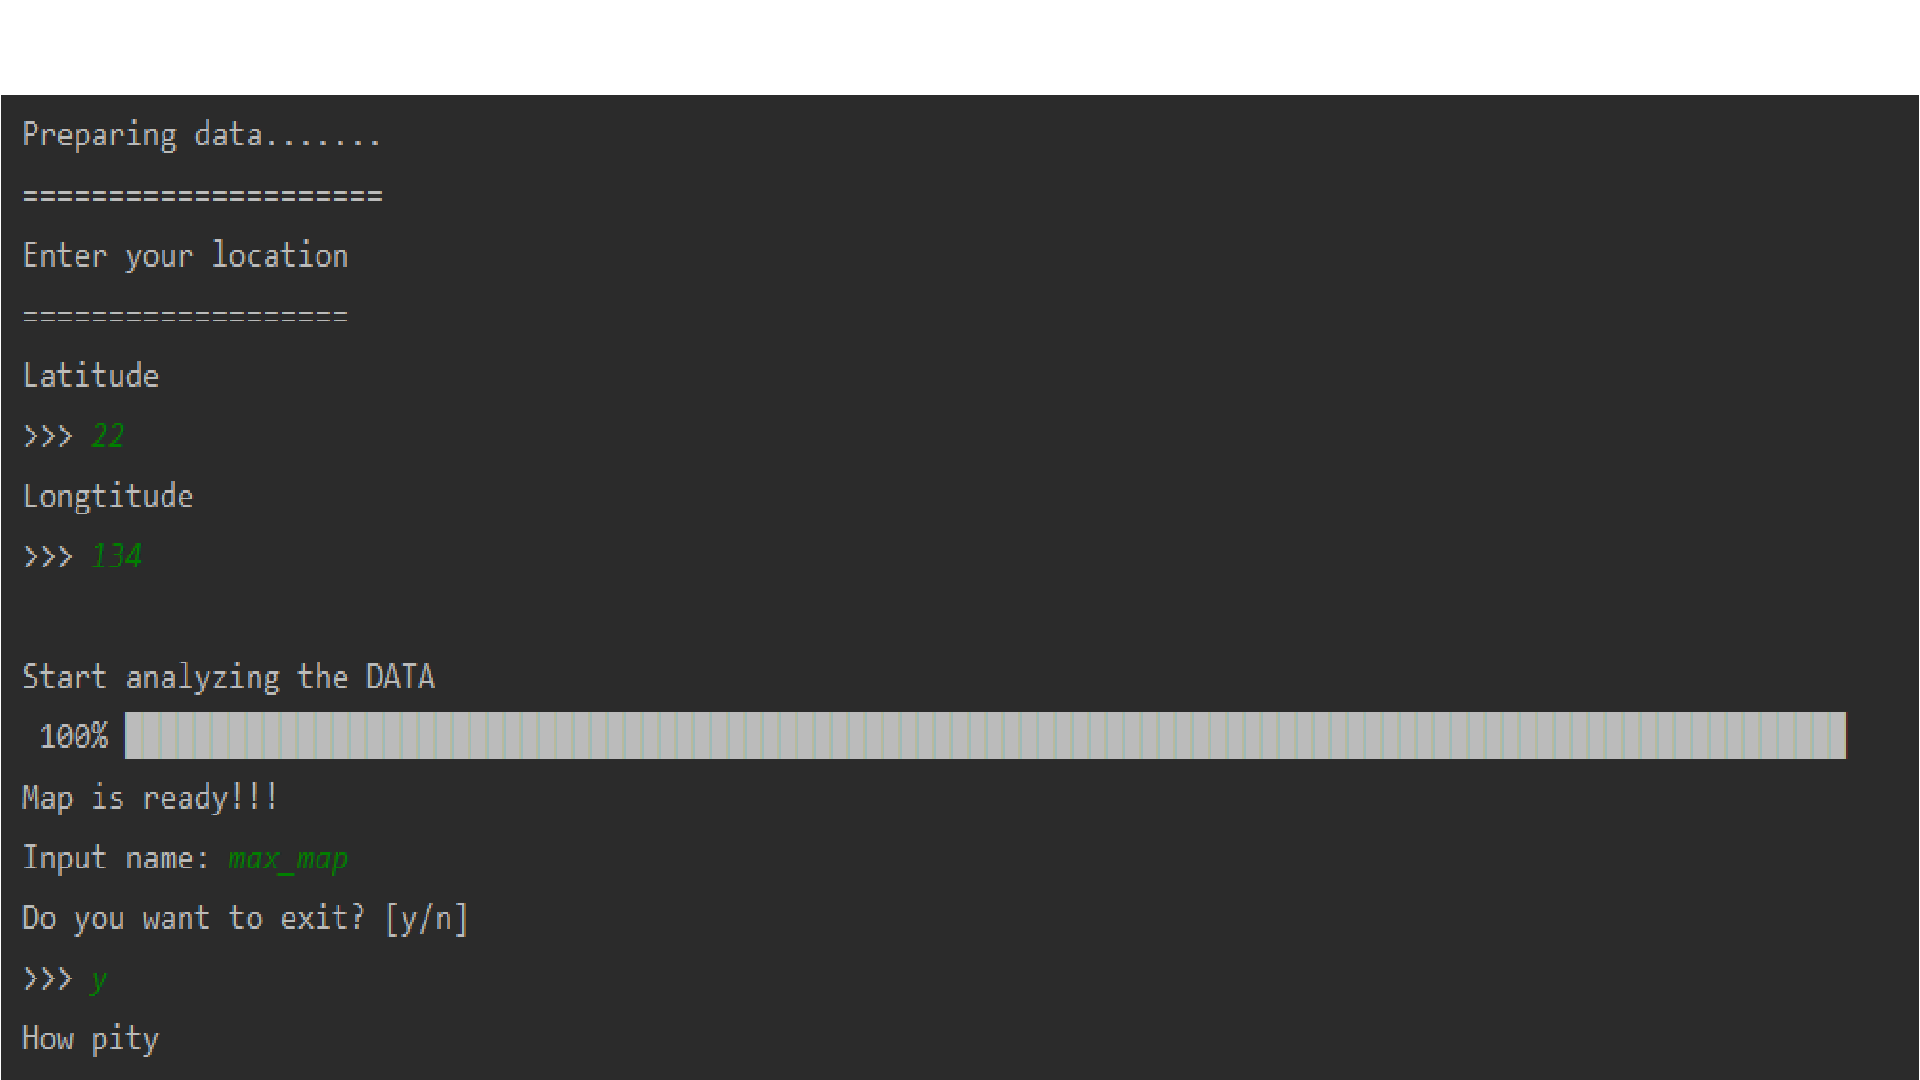 Preparing data.......
=====================
Enter your location
===================
Latitude
>>> 22
Longtitude
>>> 134
Start analyzing the DATA
100%
Map is ready!!!
Input name: max_map
Do you want to exit? [y/n]
>>> y
How pity